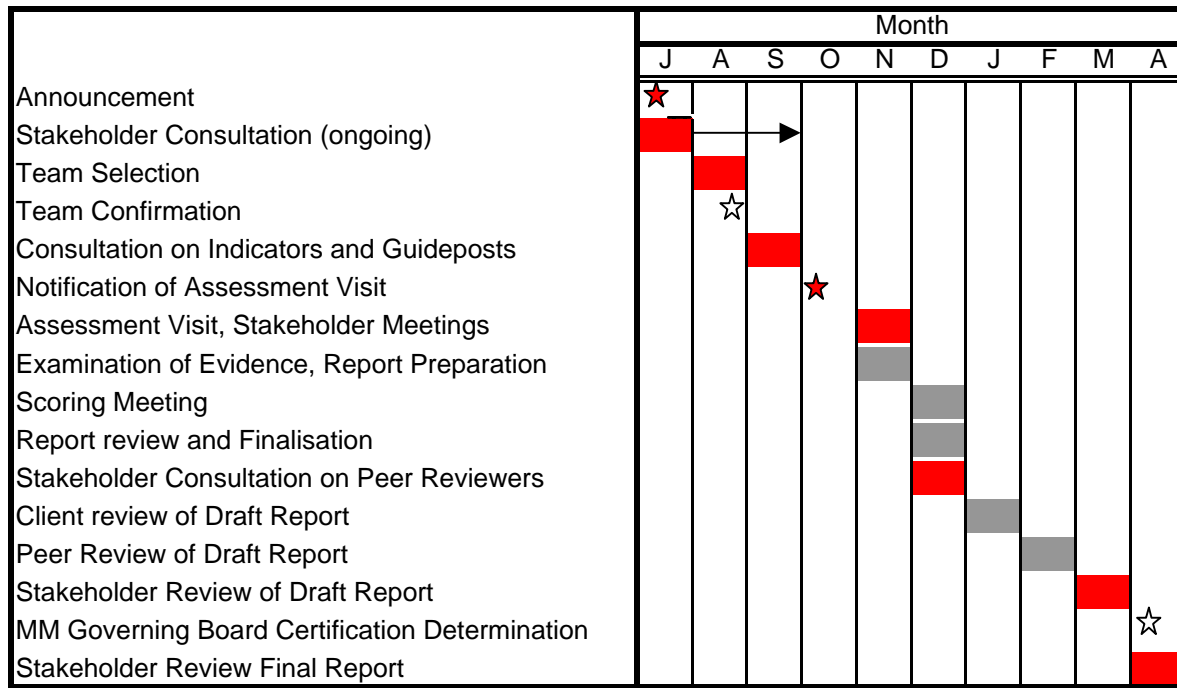 Month
J A S O N D J F M A
Announcement
Stakeholder Consultation (ongoing)
Team Selection
Team Confirmation
Consultation on Indicators and Guideposts
Notification of Assessment Visit
Assessment Visit, Stakeholder Meetings
Examination of Evidence, Report Preparation
Scoring Meeting
Report review and Finalisation
Stakeholder Consultation on Peer Reviewers
Client review of Draft Report
Peer Review of Draft Report
Stakeholder Review of Draft Report
MM Governing Board Certification Determination
Stakeholder Review Final Report